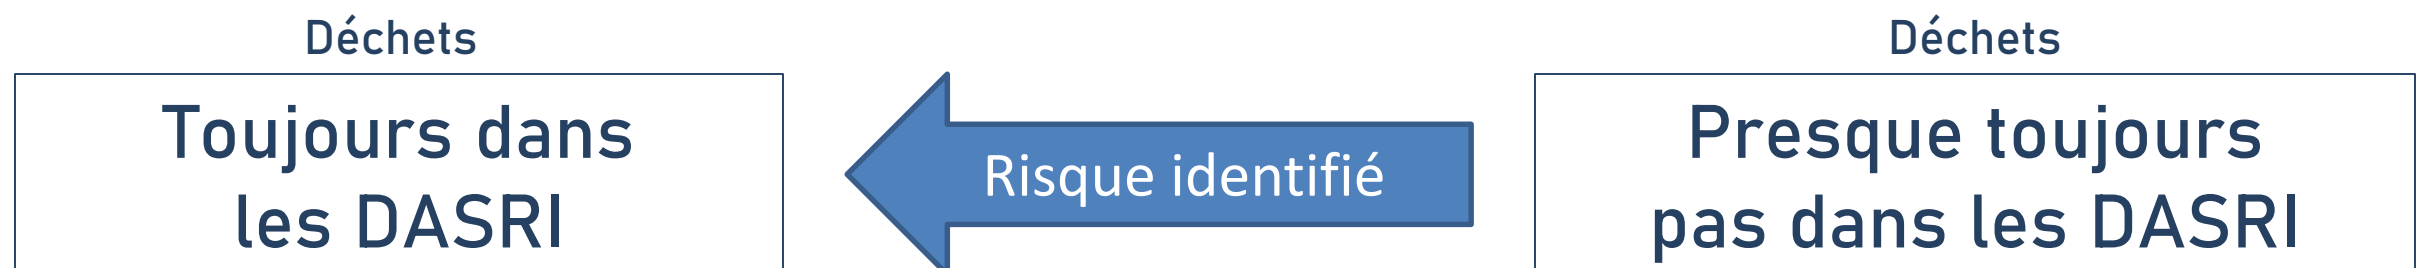 Déchets
Toujours dans
les DASRI
Risque identifié
Déchets
Presque toujours
pas dans les DASRI